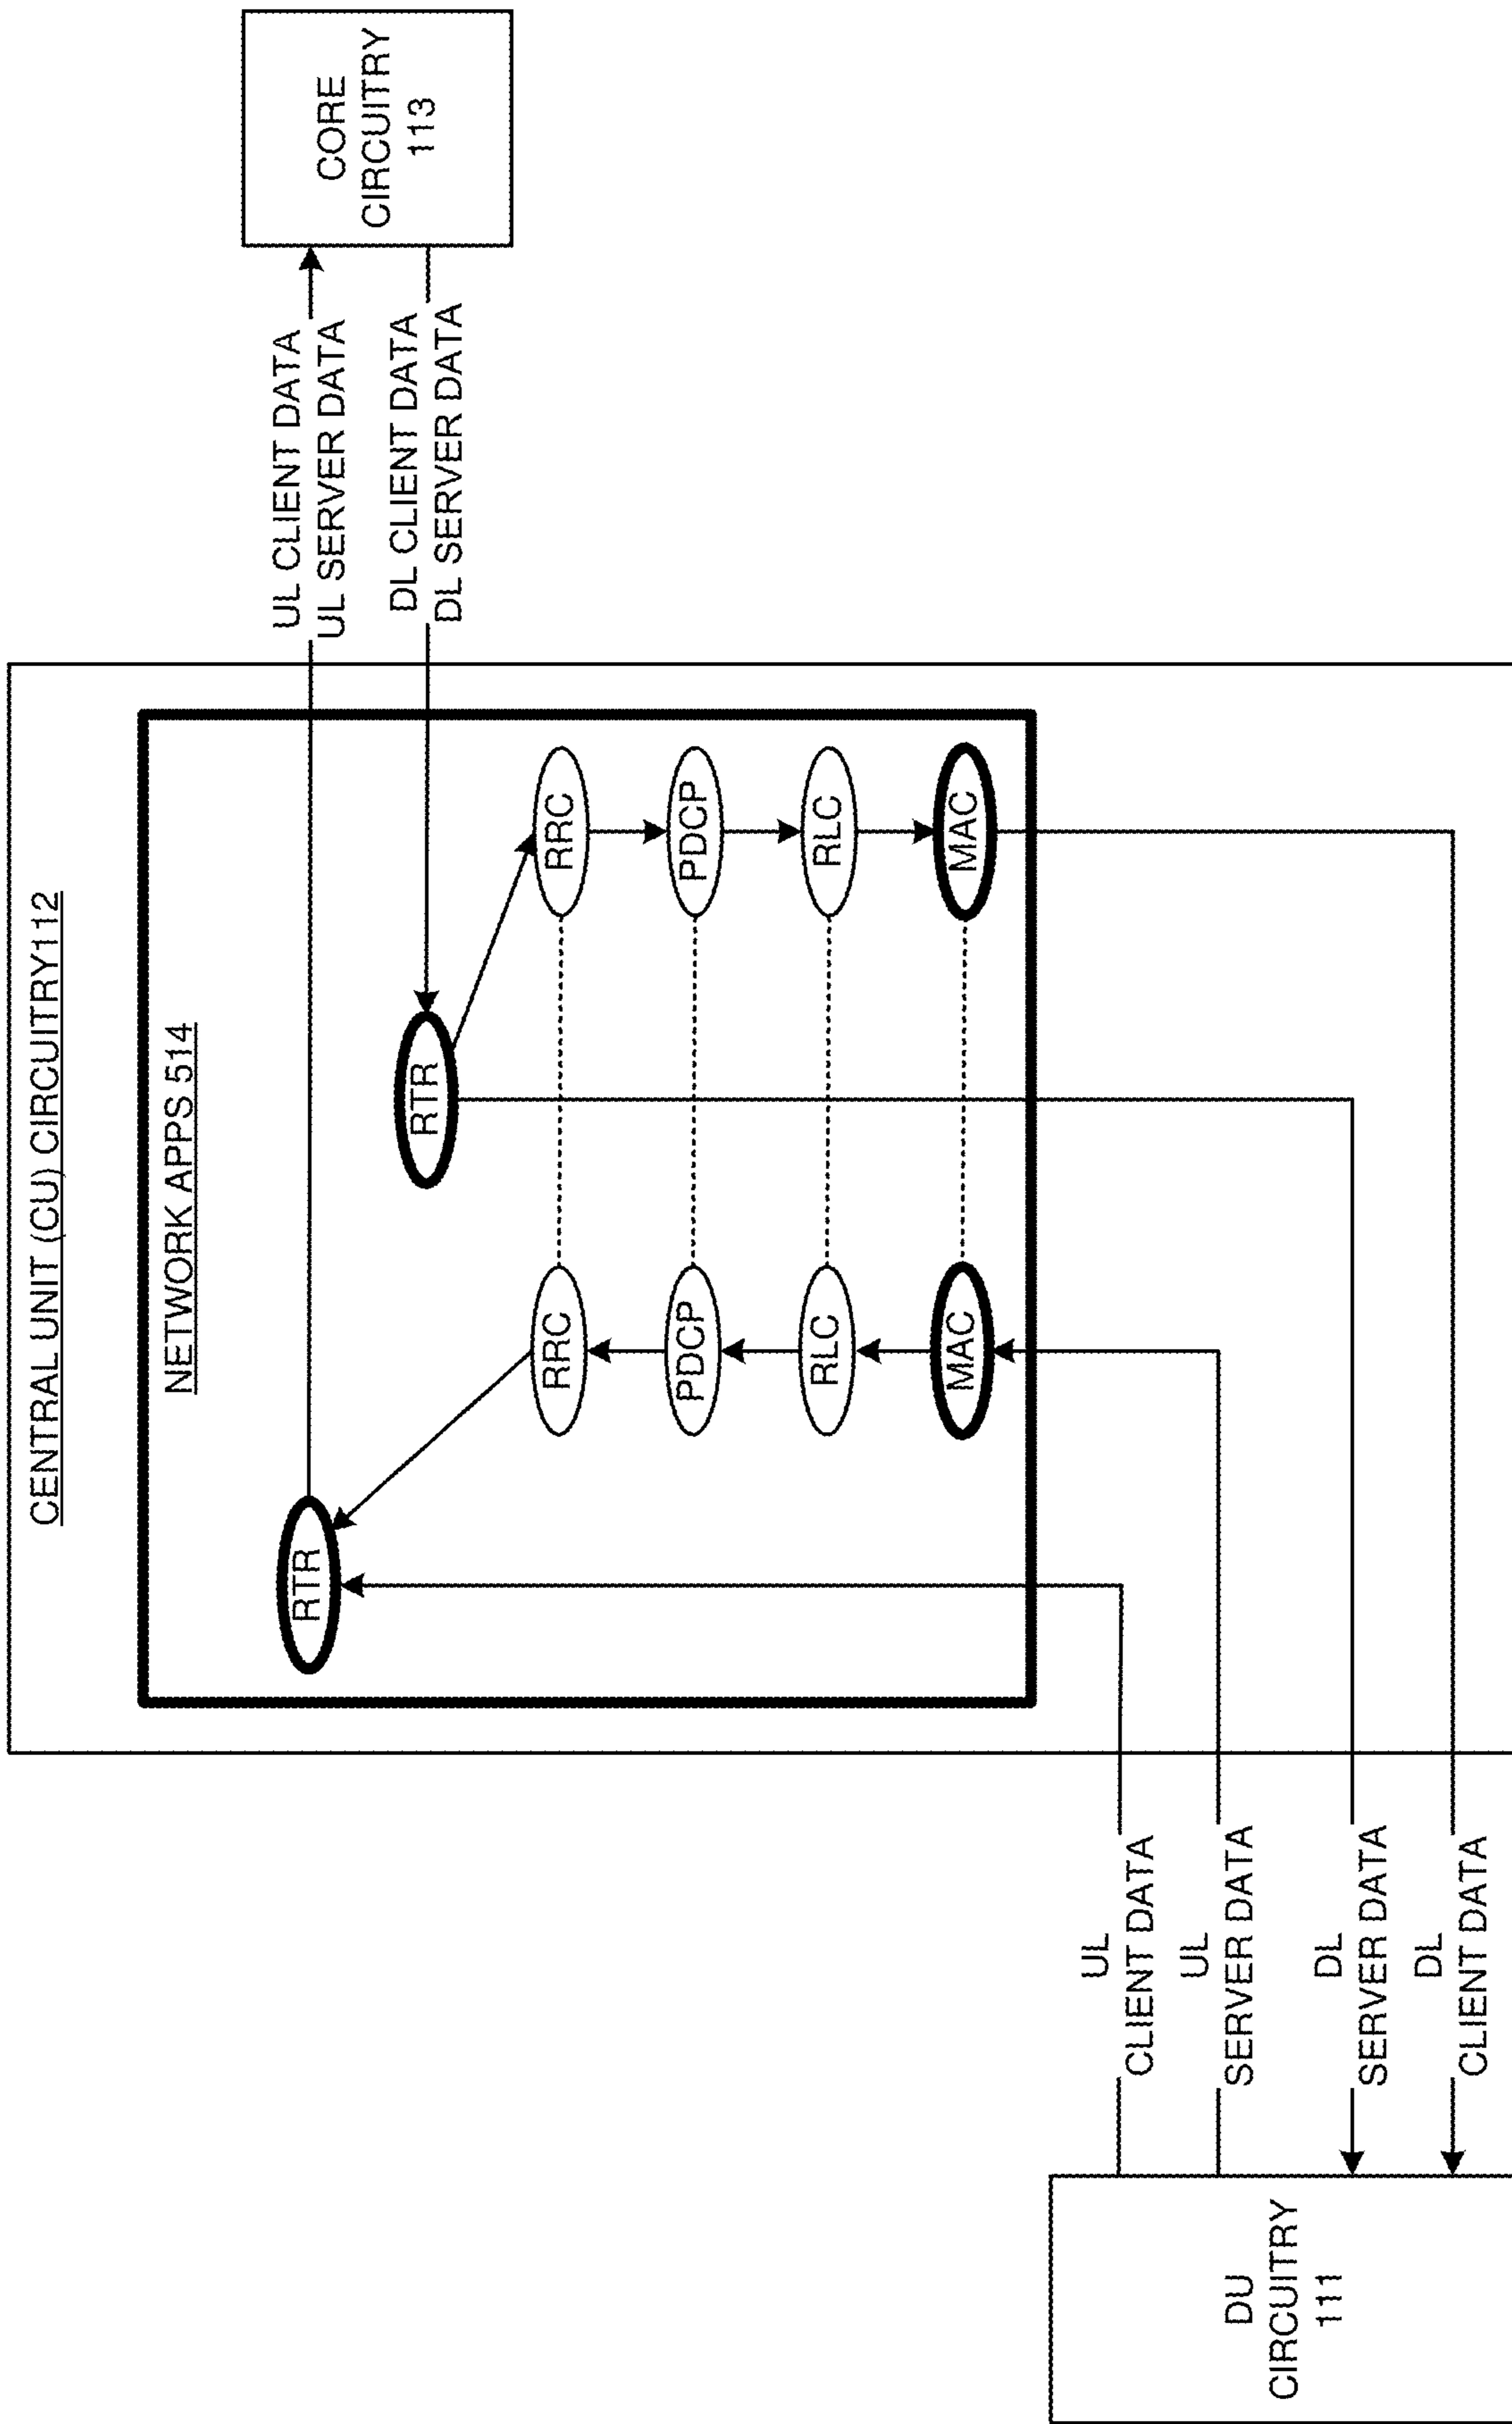 CENTRAL UNIT (CU) CIRCUITRY112
NETWORK APPS 514
RTR
UL CLIENT DATA
UL SERVER DATA
CORE
CIRCUITRY
113
RTR
DL CLIENT DATA
DL SERVER DATA
RRC
RRC
PDCP
PDCP
RLC
RLC
MAC
MAC
UL
CLIENT DATA
UL
SERVER DATA
DL
SERVER DATA
DL
CLIENT DATA
DU
CIRCUITRY
111